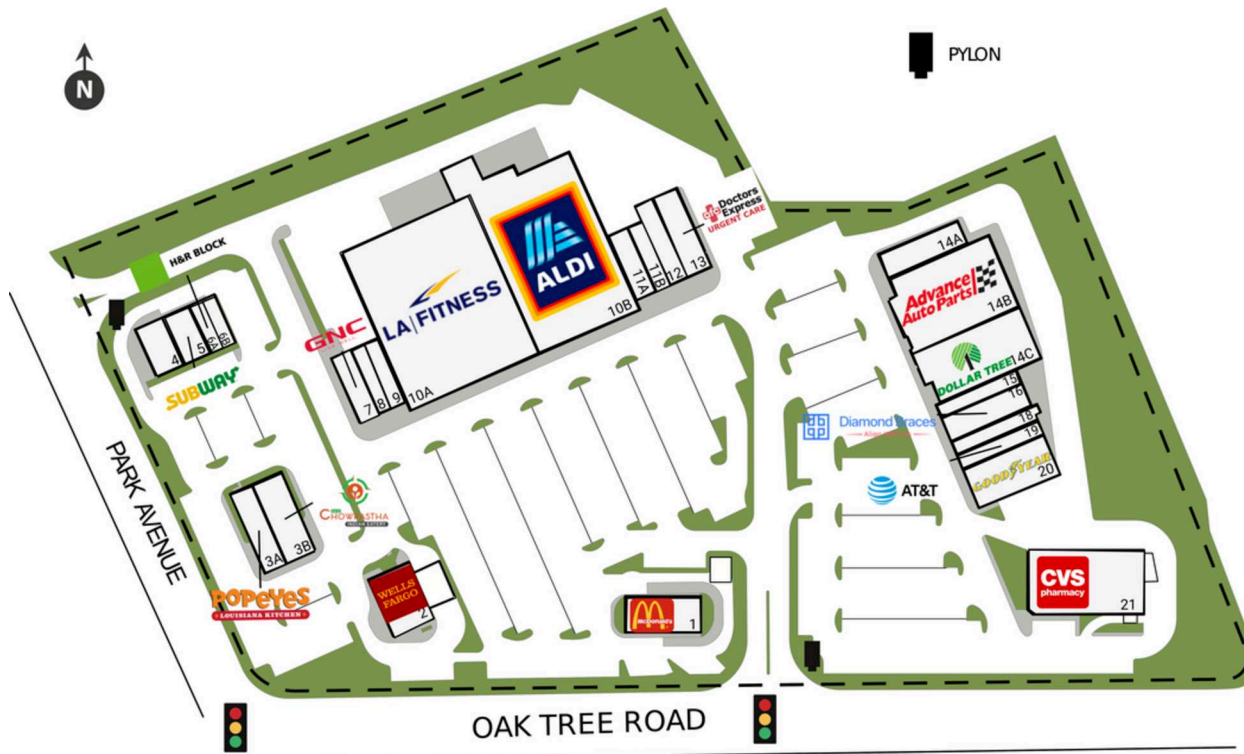 N
PYLON
H&R BLOCK
4
5
6A
6B
SUBWAY
GNC
7
8
9
LA|FITNESS
10A
ALDI
10B
11A
11B
12
13
Doctors
Express
URGENT CARE
14A
Advance
Auto Parts
14B
DOLLAR TREE
14C
15
16
18
19
GOODYEAR
20
Diamond Braces
AT&T
CVS
pharmacy
21
CHOWRASTHA
INDIAN EATERY
3A
3B
POPEYES
LOUISIANA KITCHEN
WELLS
FARGO
2
McDonald's
1
PARK AVENUE
OAK TREE ROAD